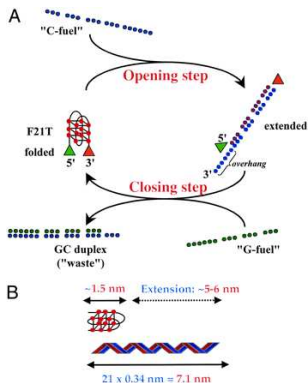 A
"C-fuel"
Opening step
F21T
folded
5'
3'
extended
5'
3'
overhang
Closing step
GC duplex
("waste")
"G-fuel"
B
~1.5 nm
Extension: ~5-6 nm
21 x 0.34 nm = 7.1 nm